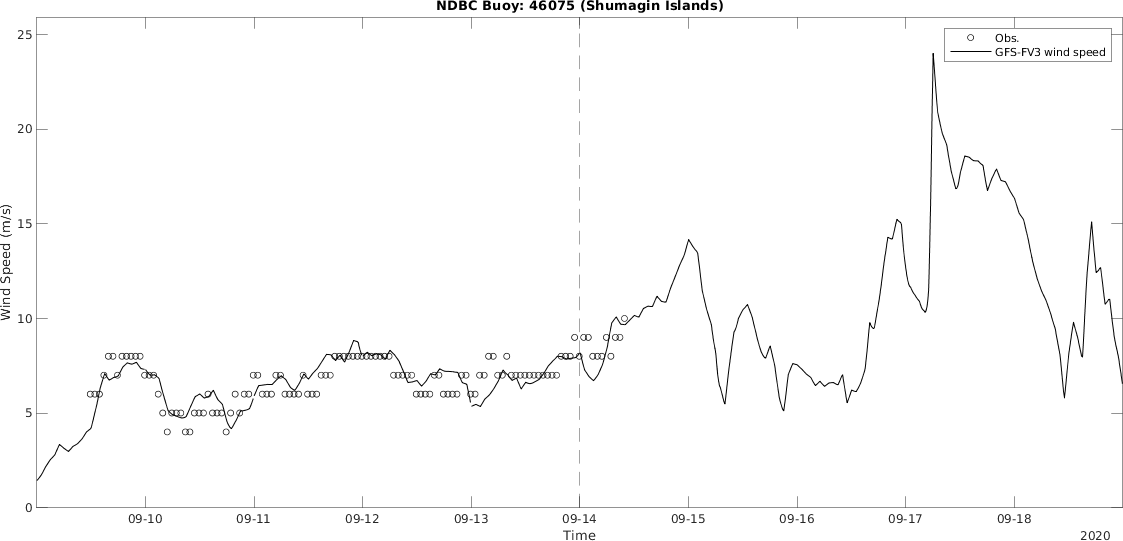 NDBC Buoy: 46075 (Shumagin Islands)
Obs.
GFS-FV3 wind speed
Wind Speed (m/s)
25
20
15
10
5
0
09-10 09-11 09-12 09-13 09-14 09-15 09-16 09-17 09-18
Time
2020